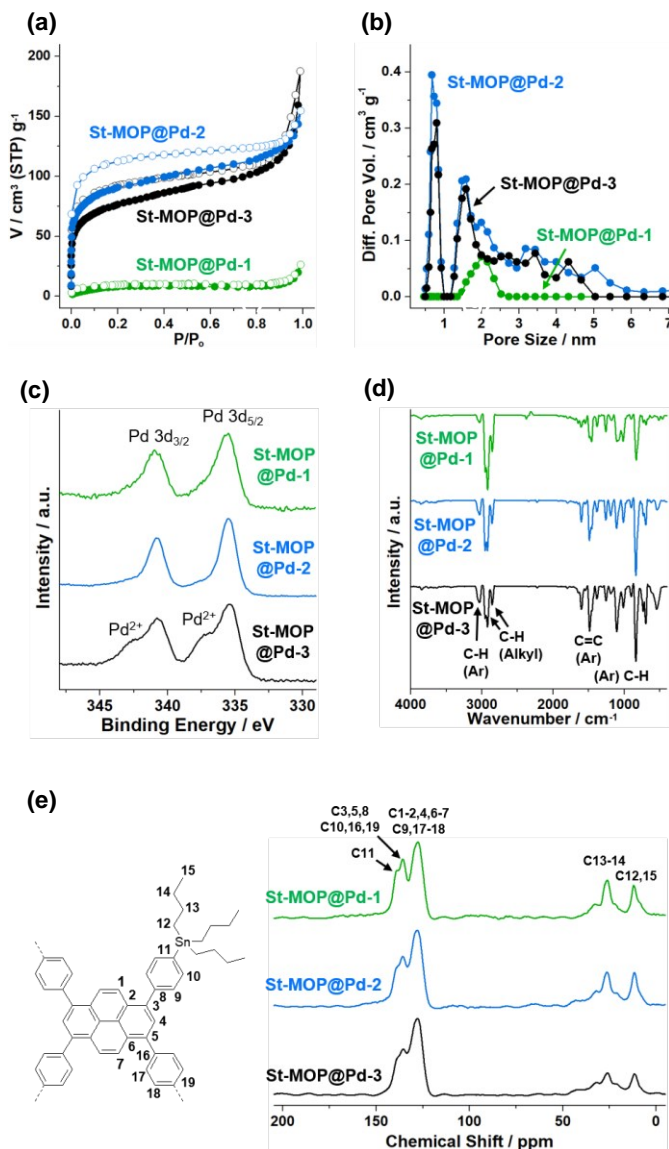 (a)
200
150
100
50
0
V / cm³ (STP) g⁻¹
St-MOP@Pd-2
St-MOP@Pd-3
St-MOP@Pd-1
0.0 0.2 0.4 0.6 0.8 1.0
P/Pₒ
(b)
0.4
0.3
0.2
0.1
0.0
Diff. Pore Vol. / cm³ g⁻¹
St-MOP@Pd-2
St-MOP@Pd-3
St-MOP@Pd-1
1 2 3 4 5 6 7
Pore Size / nm
(c)
Intensity / a.u.
Pd 3d₃/₂
Pd 3d₅/₂
St-MOP
@Pd-1
St-MOP
@Pd-2
Pd²⁺
Pd²⁺
St-MOP
@Pd-3
345 340 335 330
Binding Energy / eV
(d)
Intensity / a.u.
St-MOP
@Pd-1
St-MOP
@Pd-2
St-MOP
@Pd-3
C-H
(Ar)
C-H
(Alkyl)
C=C
(Ar)
(Ar) C-H
4000 3000 2000 1000
Wavenumber / cm⁻¹
(e)
15
14
13
12
Sn
11
10
1
2
3
8
9
4
5
6
7
16
17
18
19
C3,5,8
C10,16,19
C1-2,4,6-7
C9,17-18
C11
C13-14
C12,15
St-MOP@Pd-1
St-MOP@Pd-2
St-MOP@Pd-3
200 150 100 50 0
Chemical Shift / ppm